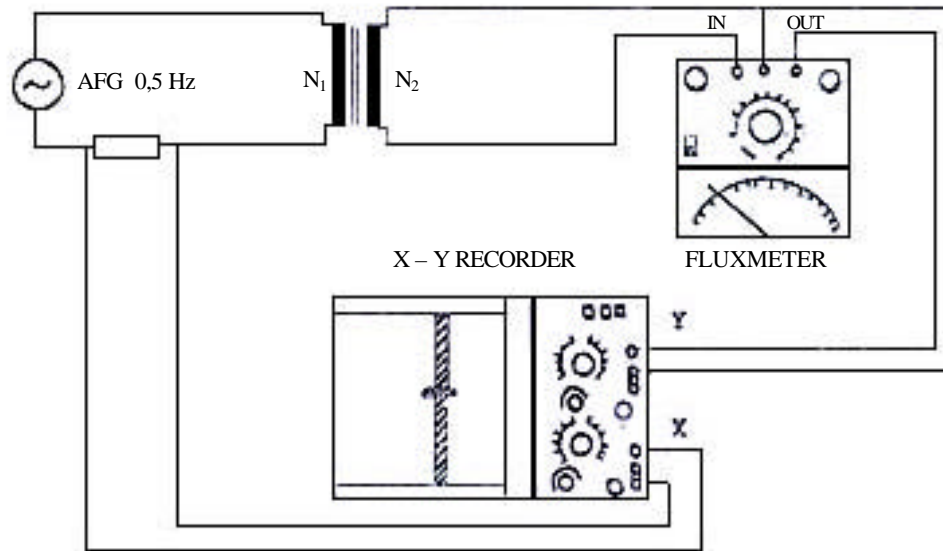 IN OUT
AFG 0,5 Hz
N1 N2
X – Y RECORDER
FLUXMETER
Y
X